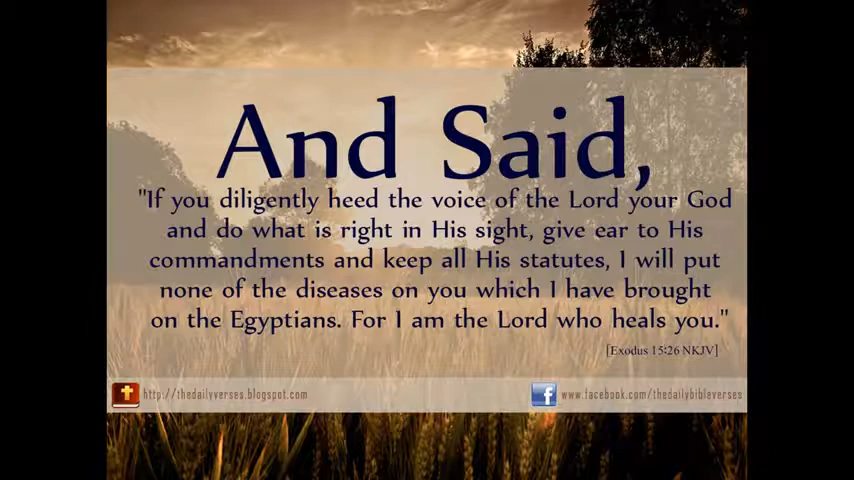 And Said,
"If you diligently heed the voice of the Lord your God
and do what is right in His sight, give ear to His
commandments and keep all His statutes, I will put
none of the diseases on you which I have brought
on the Egyptians. For I am the Lord who heals you."
[Exodus 15:26 NKJV]
http://thedailyverses.blogspot.com
www.facebook.com/thedailybibleverses